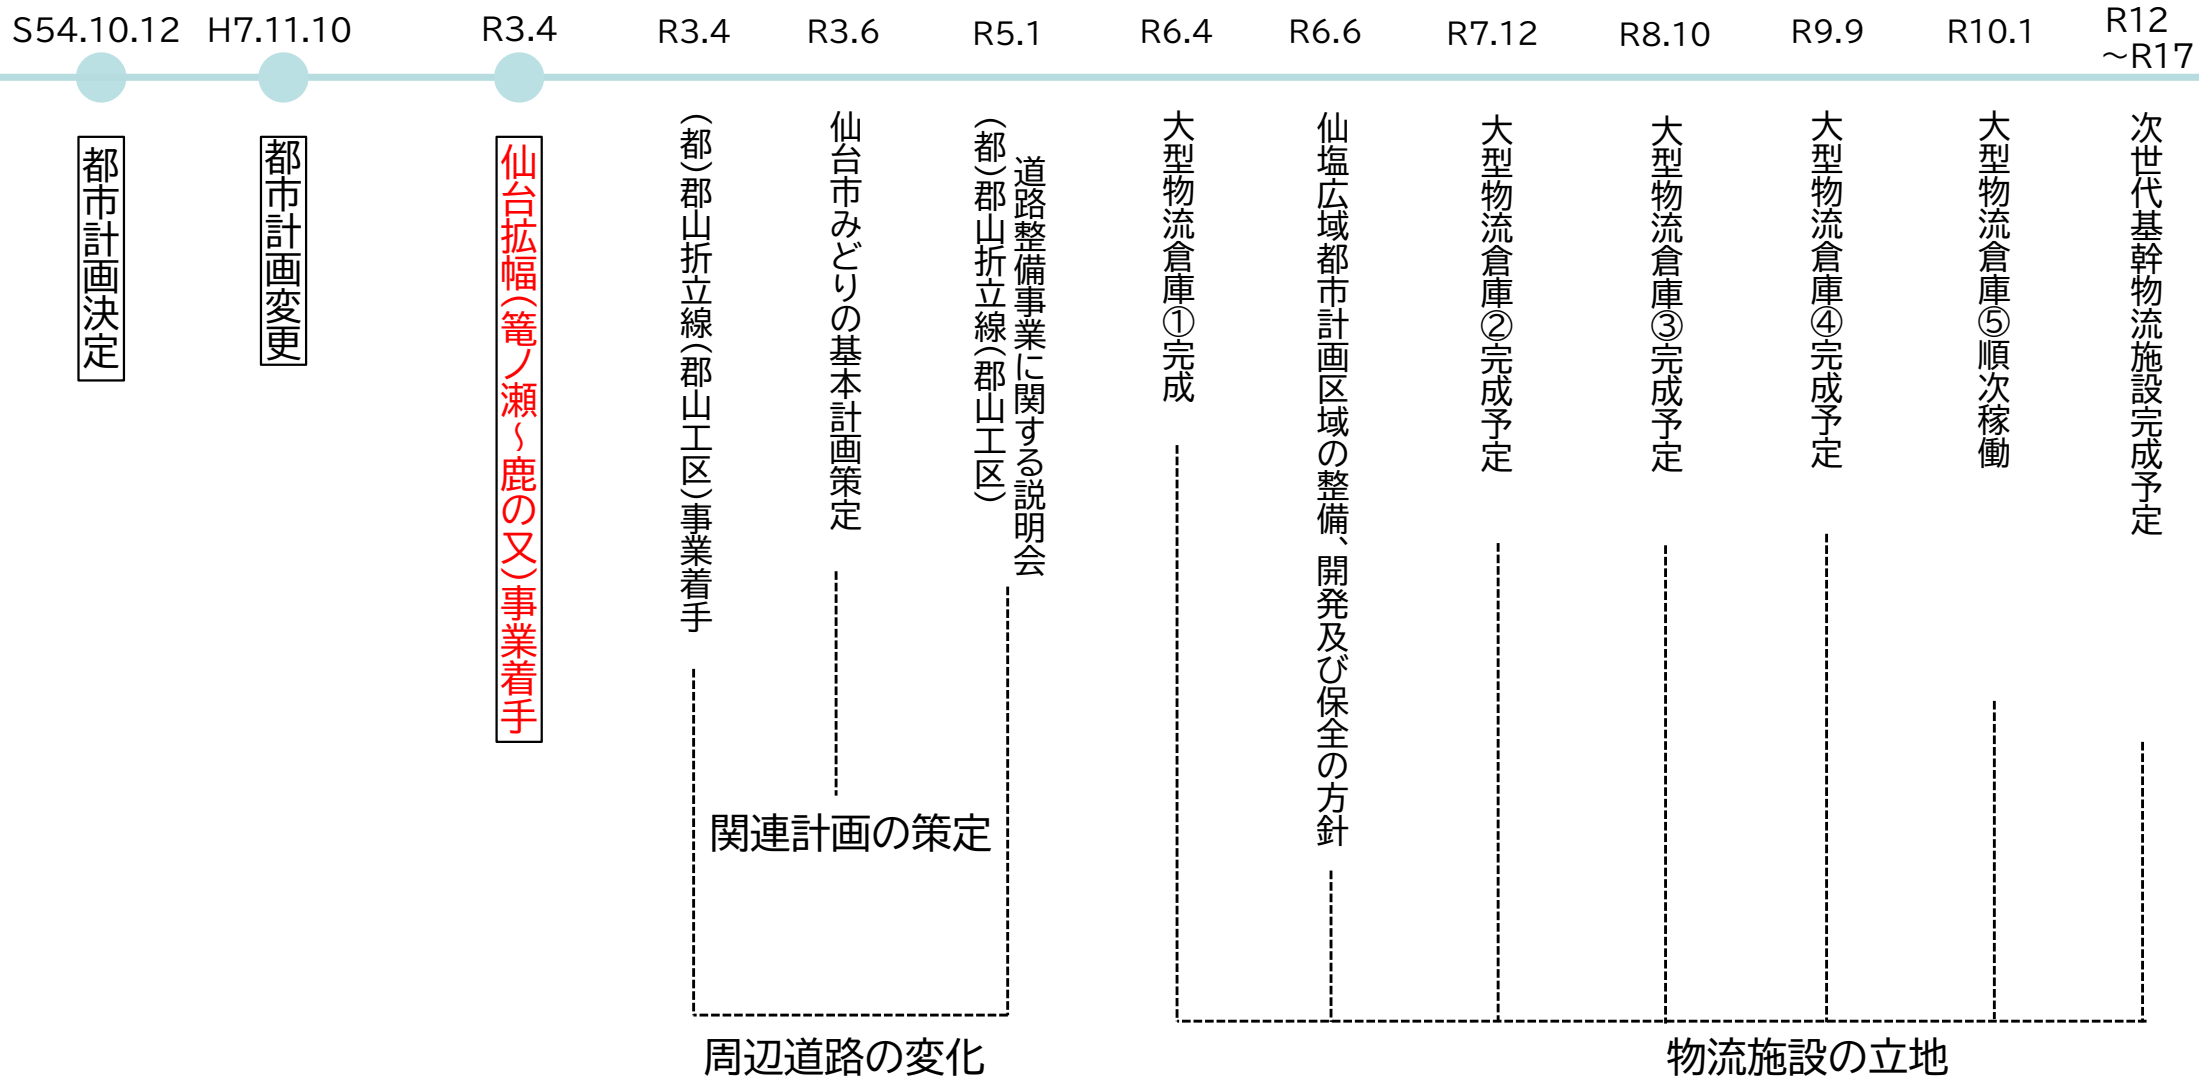 S54.10.12
H7.11.10
R3.4
R3.4
R3.6
R5.1
R6.4
R6.6
R7.12
R8.10
R9.9
R10.1
R12
～R17
都市計画決定
都市計画変更
仙台拡幅(篭ノ瀬～鹿の又)事業着手
(都)郡山折立線(郡山工区)事業着手
仙台市みどりの基本計画策定
(都)郡山折立線(郡山工区)
道路整備事業に関する説明会
大型物流倉庫①完成
仙塩広域都市計画区域の整備、開発及び保全の方針
大型物流倉庫②完成予定
大型物流倉庫③完成予定
大型物流倉庫④完成予定
大型物流倉庫⑤順次稼働
次世代基幹物流施設完成予定
関連計画の策定
周辺道路の変化
物流施設の立地